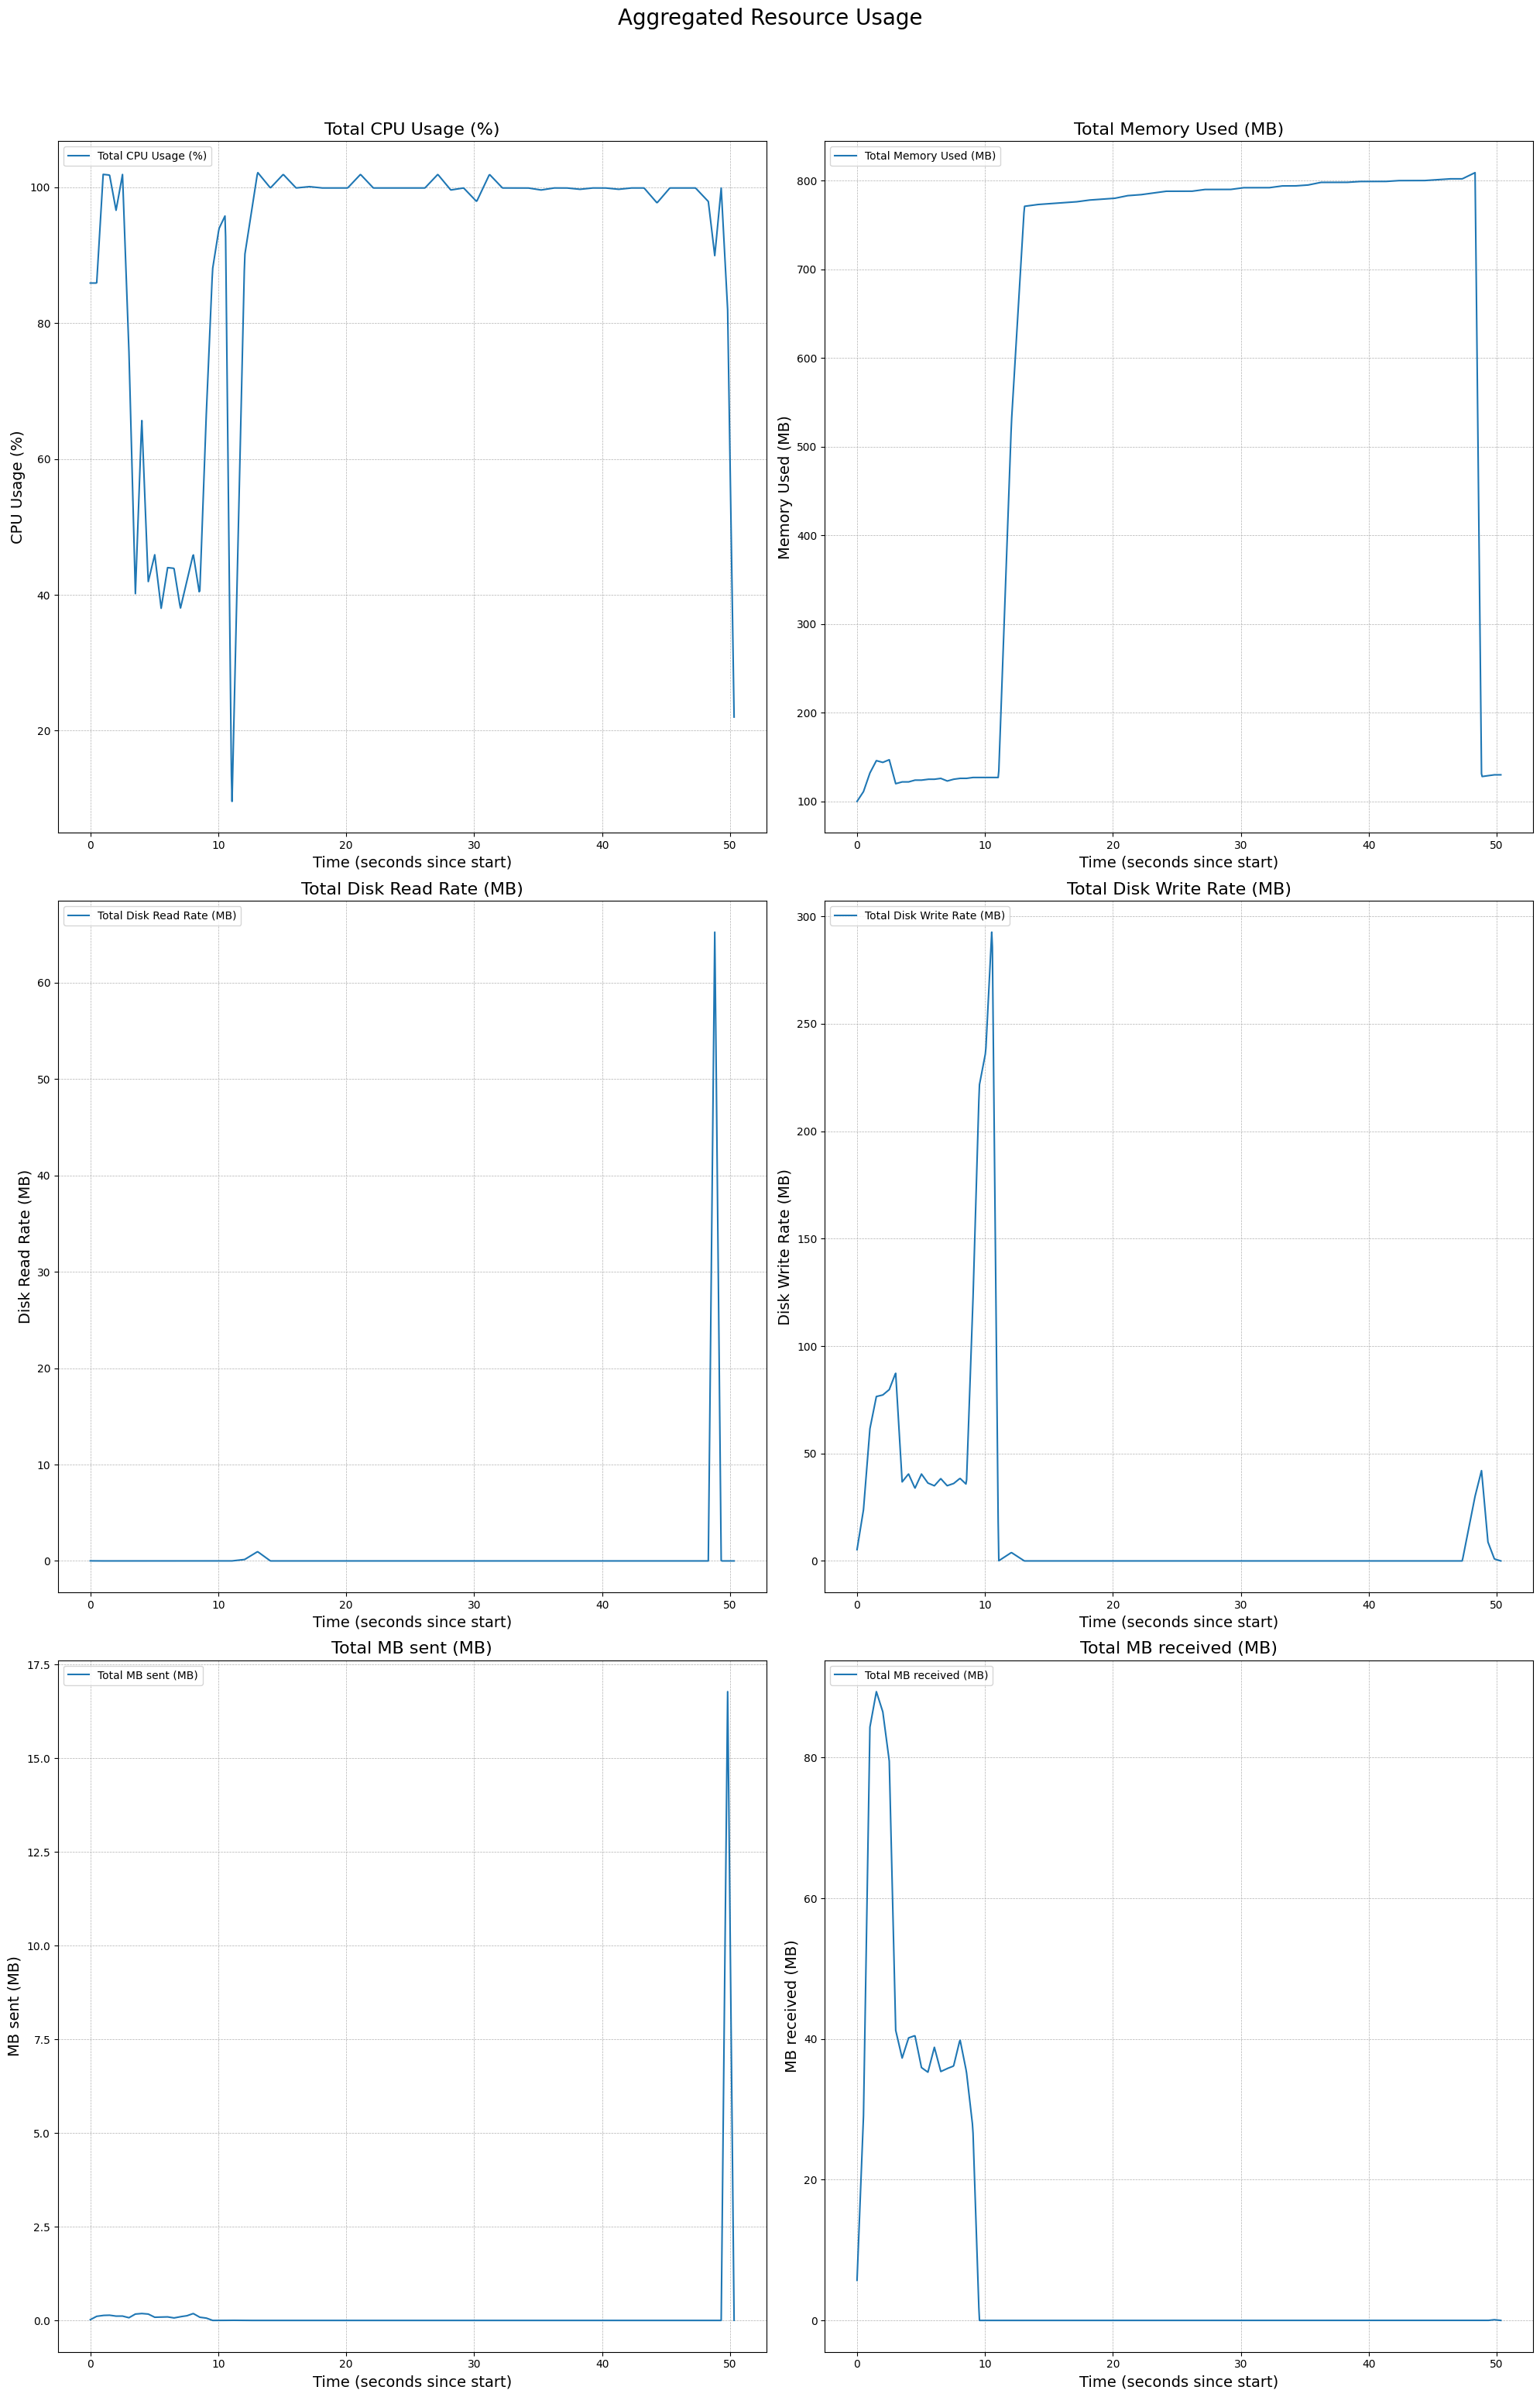 Aggregated Resource Usage
Total CPU Usage (%)
Total CPU Usage (%)
CPU Usage (%)
100
80
60
40
20
0 10 20 30 40 50
Time (seconds since start)
Total Memory Used (MB)
Total Memory Used (MB)
Memory Used (MB)
800
700
600
500
400
300
200
100
0 10 20 30 40 50
Time (seconds since start)
Total Disk Read Rate (MB)
Total Disk Read Rate (MB)
Disk Read Rate (MB)
60
50
40
30
20
10
0
0 10 20 30 40 50
Time (seconds since start)
Total Disk Write Rate (MB)
Total Disk Write Rate (MB)
Disk Write Rate (MB)
300
250
200
150
100
50
0
0 10 20 30 40 50
Time (seconds since start)
Total MB sent (MB)
Total MB sent (MB)
MB sent (MB)
17.5
15.0
12.5
10.0
7.5
5.0
2.5
0.0
0 10 20 30 40 50
Time (seconds since start)
Total MB received (MB)
Total MB received (MB)
MB received (MB)
80
60
40
20
0
0 10 20 30 40 50
Time (seconds since start)